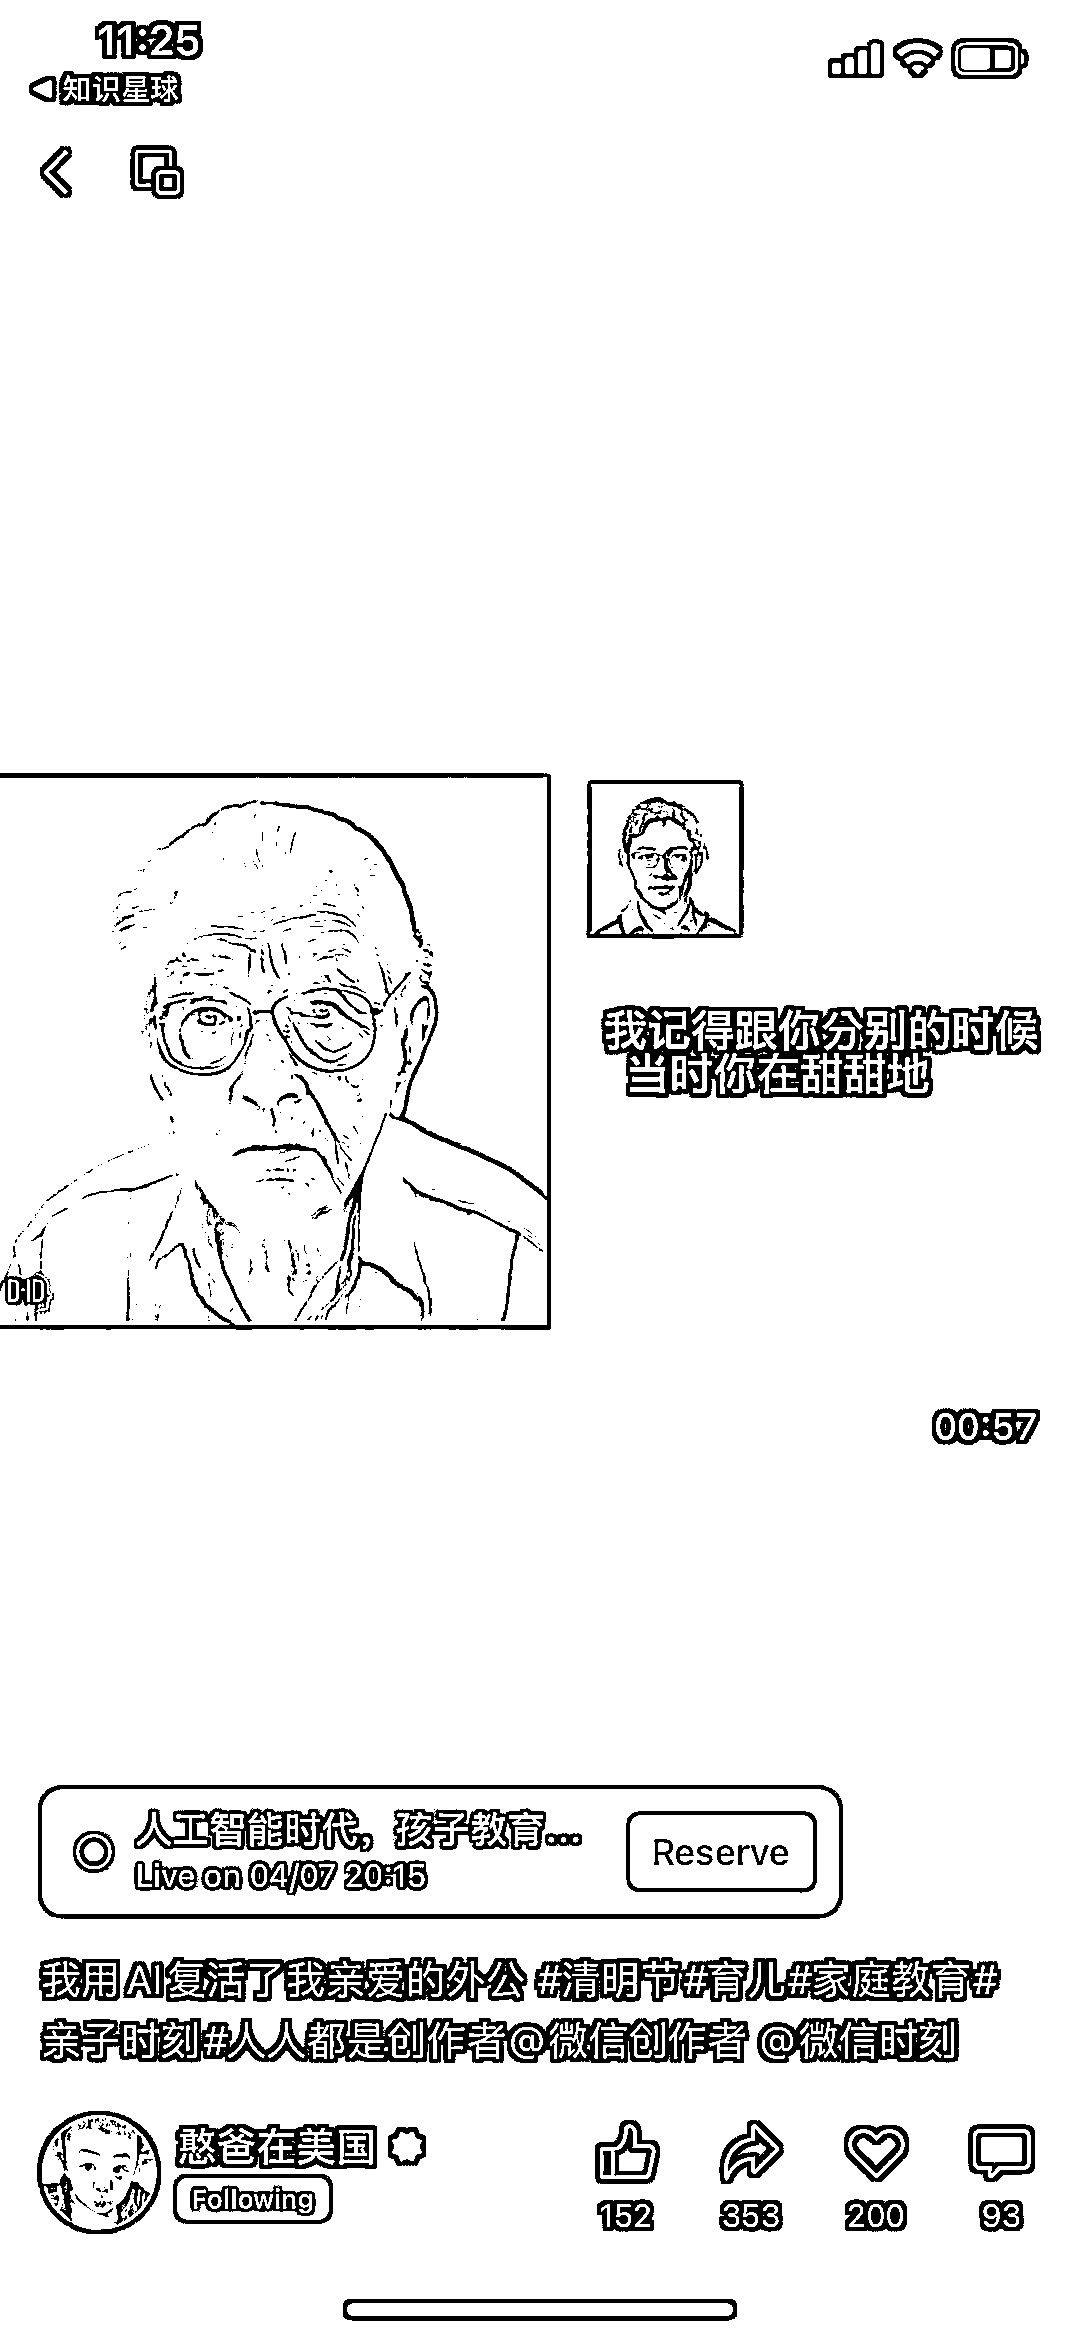 11:25
知识星球
我记得跟你分别的时候
当时你在甜甜地
D-ID
00:57
人工智能时代，孩子教育...
Live on 04/07 20:15
Reserve
我用 AI 复活了我亲爱的外公 #清明节#育儿#家庭教育#
亲子时刻#人人都是创作者@微信创作者 @微信时刻
憨爸在美国
Following
152
353
200
93